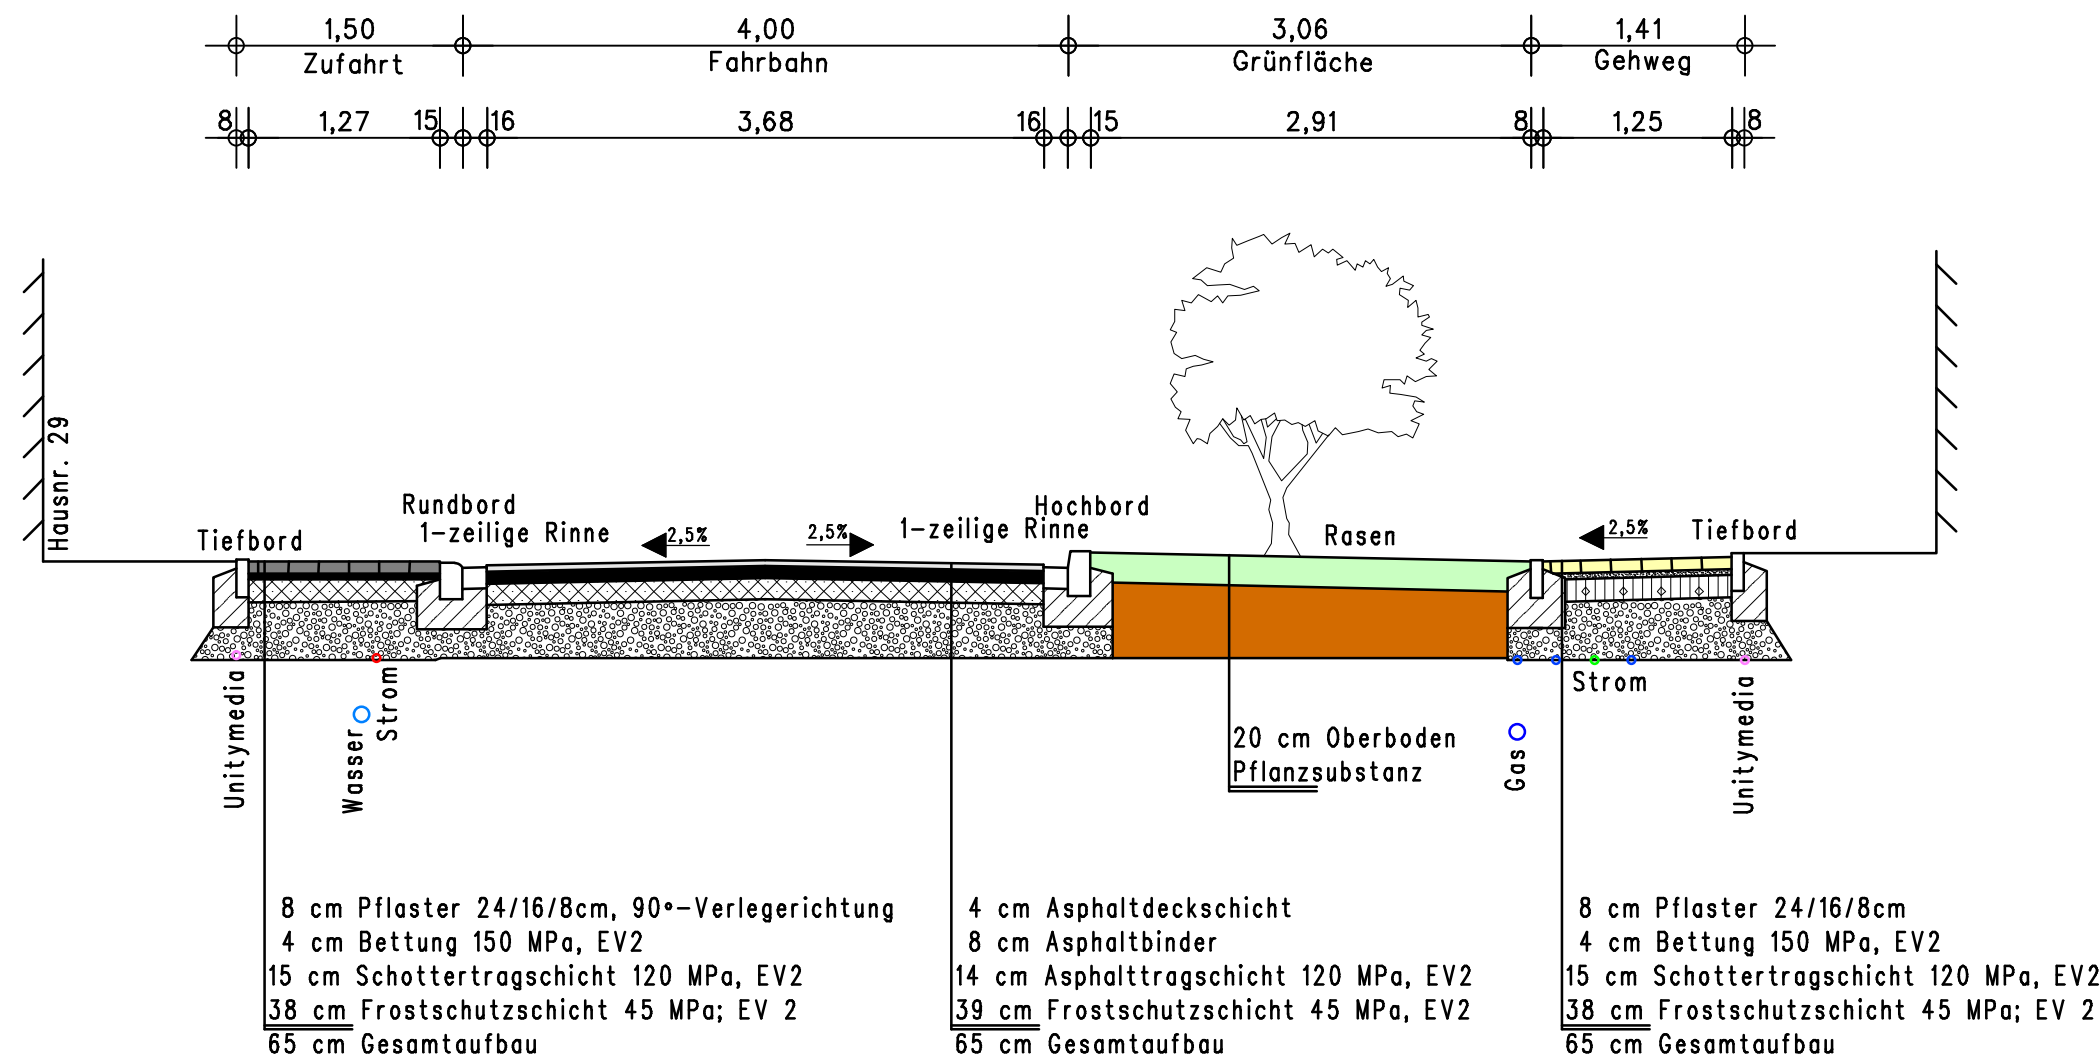 1,50 4,00 3,06 1,41
Zufahrt Fahrbahn Grünfläche Gehweg
8 1,27 15 16 3,68 16 15 2,91 8 1,25 8
Hausnr. 29
Tiefbord
Rundbord
1-zeilige Rinne
2,5%
2,5%
Hochbord
1-zeilige Rinne
Rasen
2,5%
Tiefbord
Unitymedia
Wasser
Strom
20 cm Oberboden
Pflanzsubstanz
Gas
Strom
Unitymedia
8 cm Pflaster 24/16/8cm, 90°-Verlegerichtung
4 cm Bettung 150 MPa, EV2
15 cm Schottertragschicht 120 MPa, EV2
38 cm Frostschutzschicht 45 MPa; EV 2
65 cm Gesamtaufbau
4 cm Asphaltdeckschicht
8 cm Asphaltbinder
14 cm Asphalttragschicht 120 MPa, EV2
39 cm Frostschutzschicht 45 MPa, EV2
65 cm Gesamtaufbau
8 cm Pflaster 24/16/8cm
4 cm Bettung 150 MPa, EV2
15 cm Schottertragschicht 120 MPa, EV2
38 cm Frostschutzschicht 45 MPa; EV 2
65 cm Gesamtaufbau